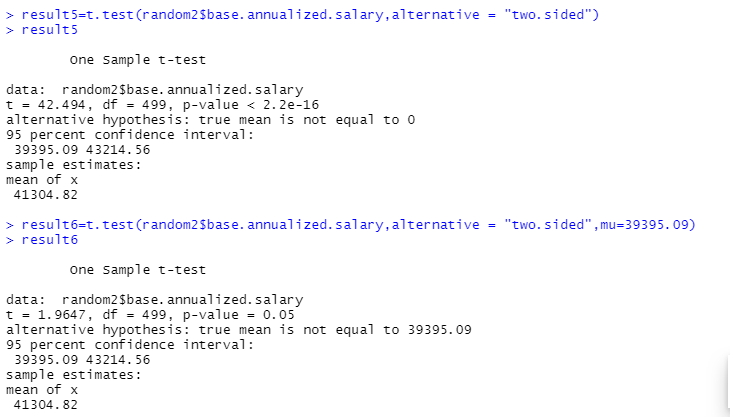 > result5=t.test(random2$base.annualized.salary,alternative = "two.sided")
> result5
One Sample t-test
data:  random2$base.annualized.salary
t = 42.494, df = 499, p-value < 2.2e-16
alternative hypothesis: true mean is not equal to 0
95 percent confidence interval:
39395.09 43214.56
sample estimates:
mean of x
41304.82
> result6=t.test(random2$base.annualized.salary,alternative = "two.sided",mu=39395.09)
> result6
One Sample t-test
data:  random2$base.annualized.salary
t = 1.9647, df = 499, p-value = 0.05
alternative hypothesis: true mean is not equal to 39395.09
95 percent confidence interval:
39395.09 43214.56
sample estimates:
mean of x
41304.82